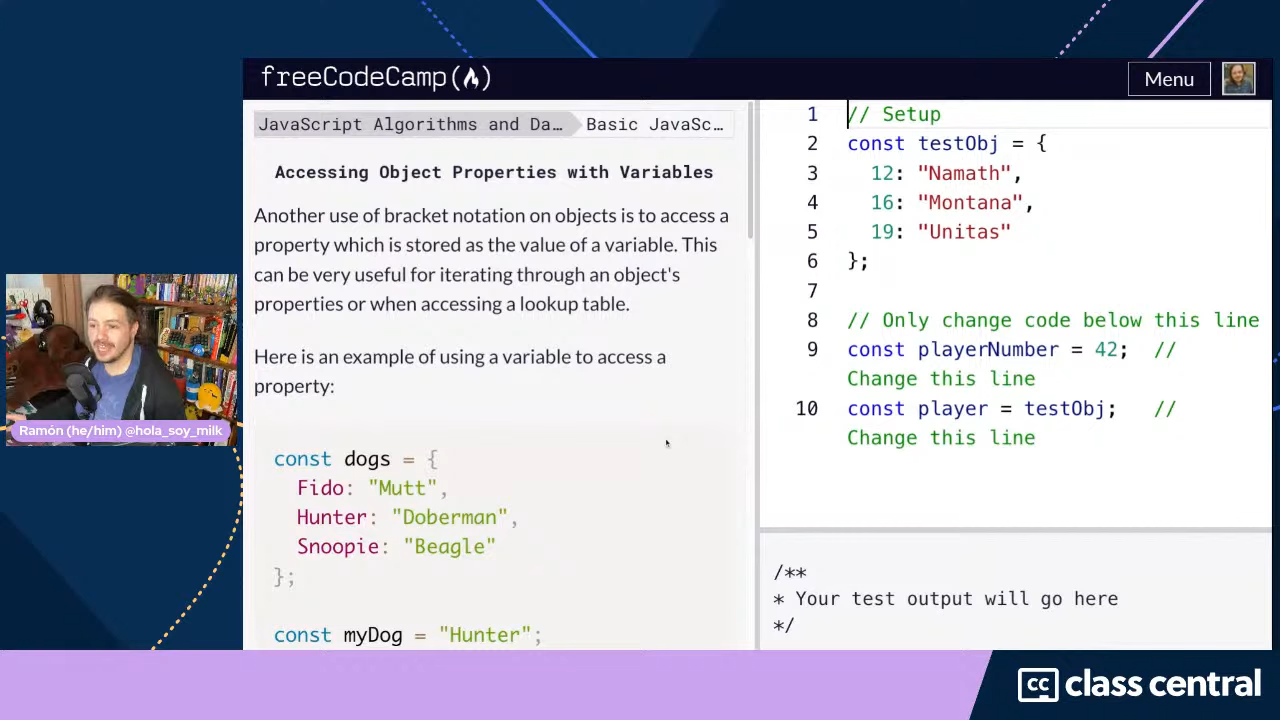 freeCodeCamp
Menu
JavaScript Algorithms and Da…
Basic JavaSc…
Accessing Object Properties with Variables
Another use of bracket notation on objects is to access a
property which is stored as the value of a variable. This
can be very useful for iterating through an object's
properties or when accessing a lookup table.
Here is an example of using a variable to access a
property:
const dogs = {
Fido: "Mutt",
Hunter: "Doberman",
Snoopie: "Beagle"
};
const myDog = "Hunter";
1 // Setup
2 const testObj = {
3 12: "Namath",
4 16: "Montana",
5 19: "Unitas"
6 };
7
8 // Only change code below this line
9 const playerNumber = 42; //
Change this line
10 const player = testObj; //
Change this line
/**
* Your test output will go here
*/
Ramón (he/him) @hola_soy_milk
cc class central